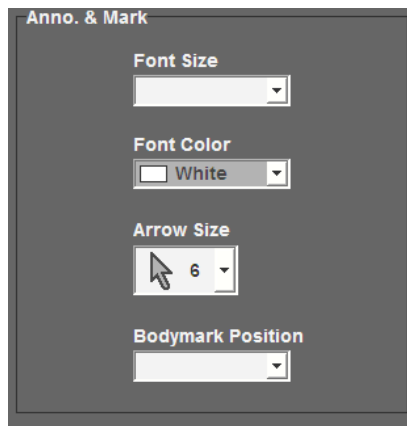 Anno. & Mark
Font Size
Font Color
White
Arrow Size
6
Bodymark Position